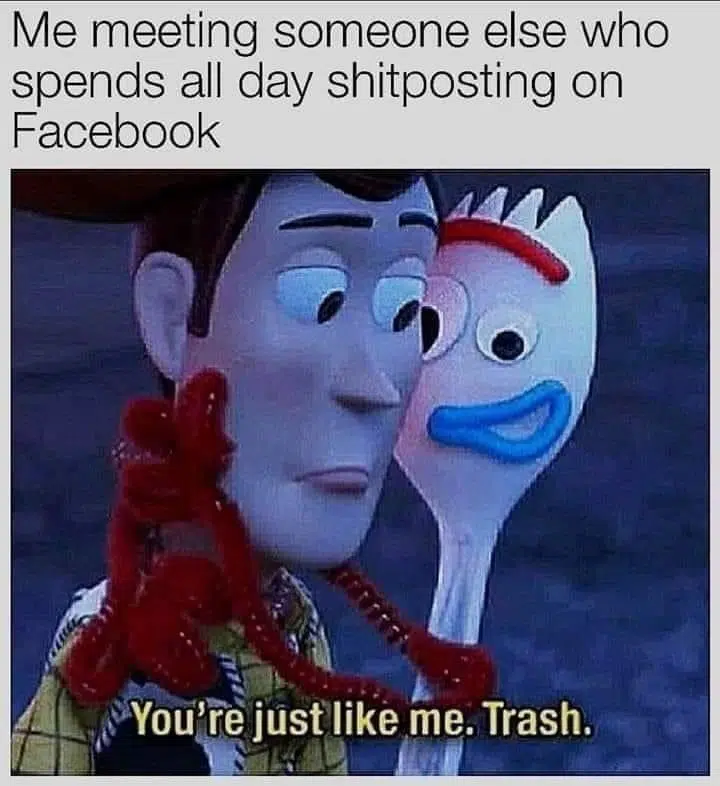 Me meeting someone else who
spends all day shitposting on
Facebook
You're just like me. Trash.